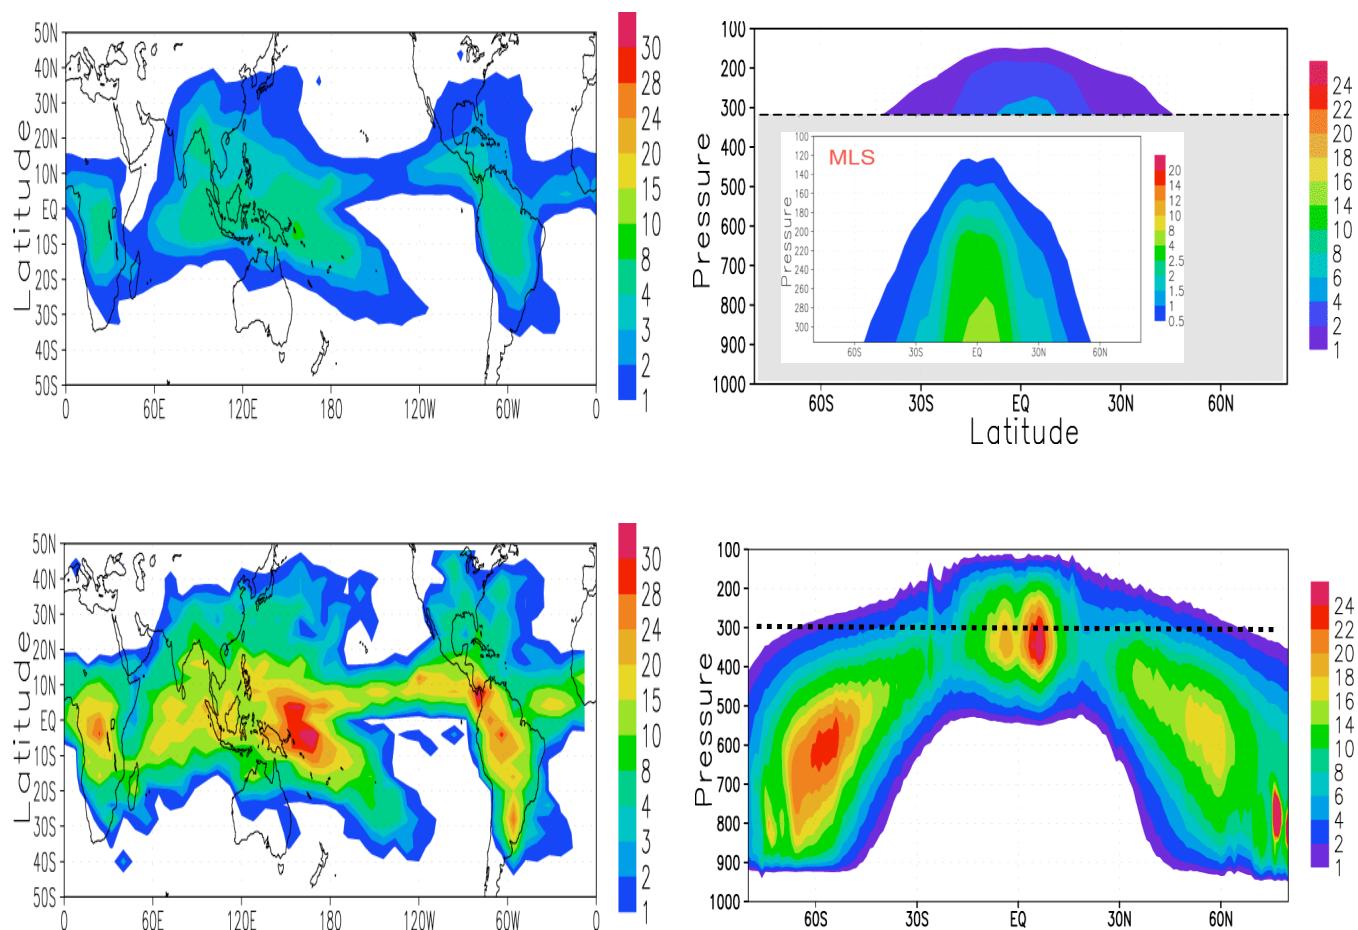 50N
40N
30N
20N
10N
EQ
10S
20S
30S
40S
50S
Latitude
0 60E 120E 180 120W 60W 0
30
28
24
20
15
10
8
4
3
2
1
100
200
300
400
500
600
700
800
900
1000
Pressure
60S 30S EQ 30N 60N
Latitude
MLS
100
120
140
160
180
200
220
240
260
280
300
Pressure
60S 30S EQ 30N 60N
20
14
12
10
8
4
2.5
2
1.5
0.5
24
22
20
18
16
14
10
8
6
4
2
1
50N
40N
30N
20N
10N
EQ
10S
20S
30S
40S
50S
Latitude
0 60E 120E 180 120W 60W 0
30
28
24
20
15
10
8
4
3
2
1
100
200
300
400
500
600
700
800
900
1000
Pressure
60S 30S EQ 30N 60N
24
22
20
18
16
14
10
8
6
4
2
1